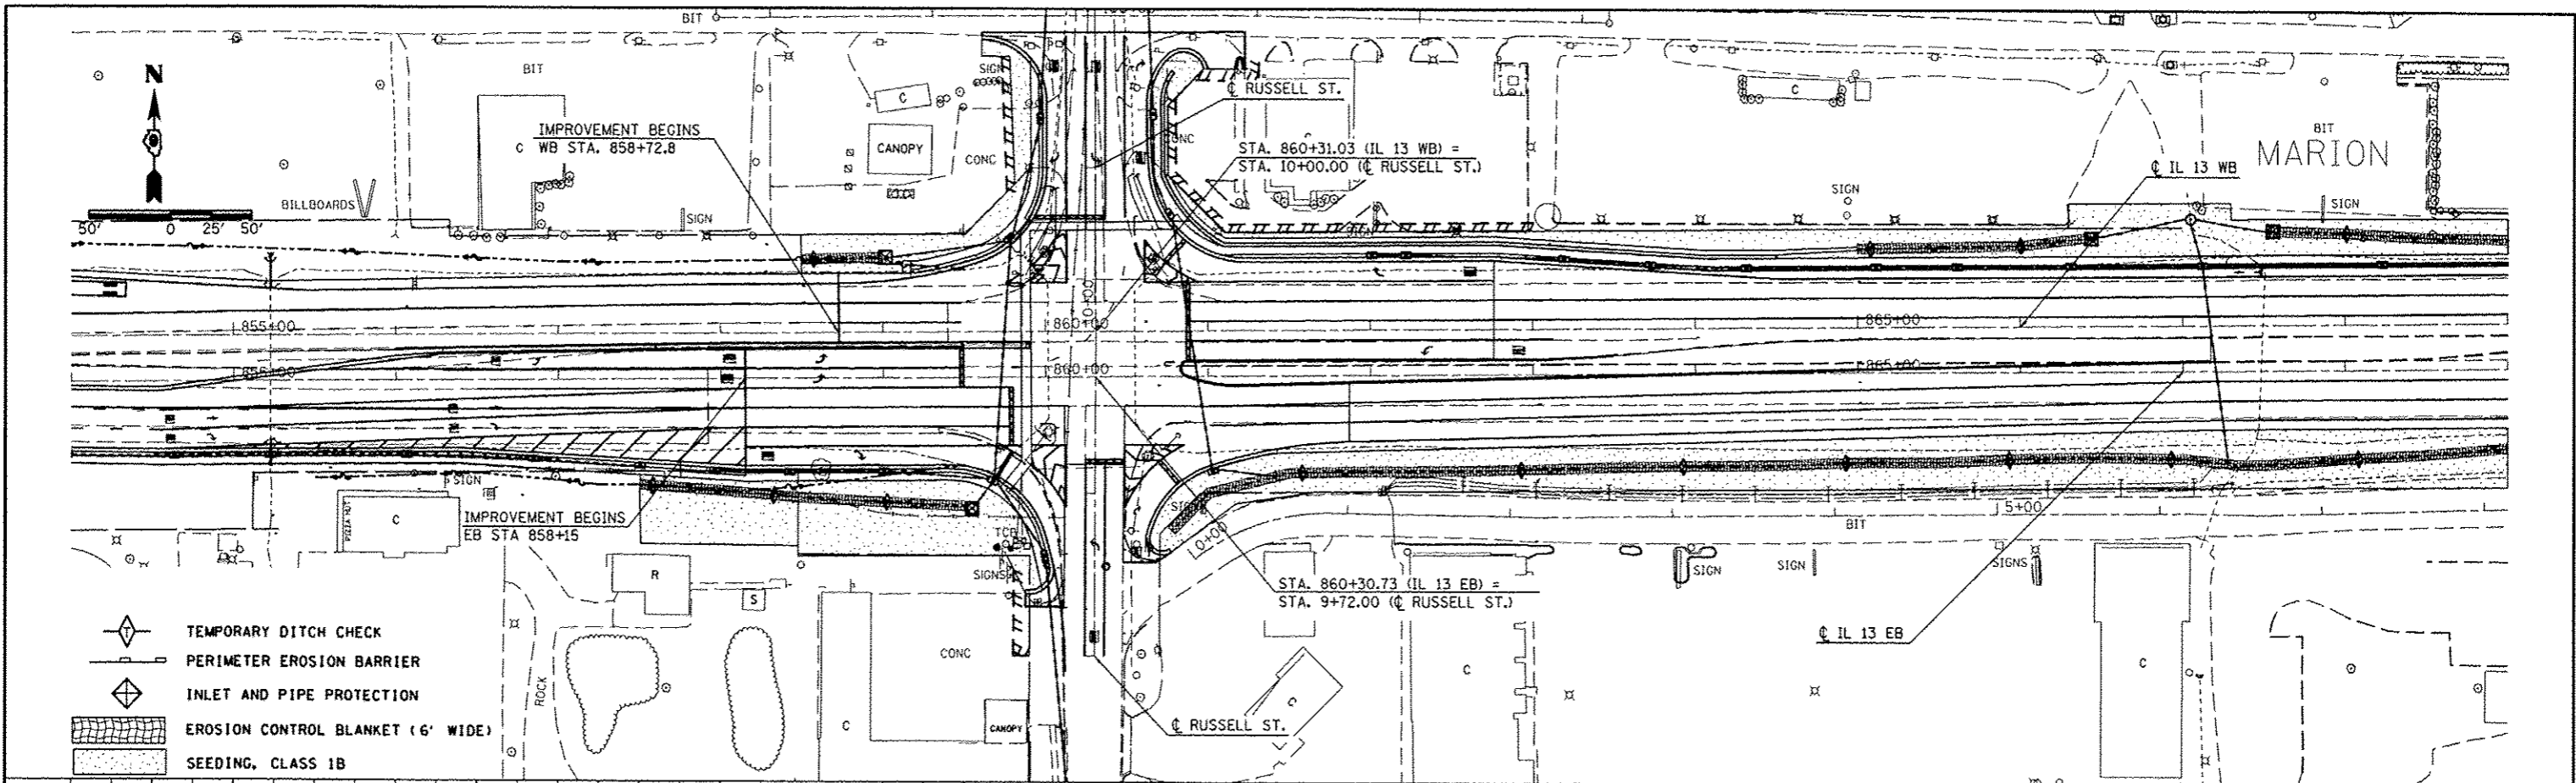 BIT
N
BIT
SIGN
C
℄ RUSSELL ST.
C
BIT
MARION
IMPROVEMENT BEGINS
WB STA. 858+72.8
C
CANOPY
CONC
STA. 860+31.03 (IL 13 WB) =
STA. 10+00.00 (℄ RUSSELL ST.)
℄ IL 13 WB
BILLBOARDS
SIGN
SIGN
SIGN
50' 0 25' 50'
855+00
860+00
865+00
855+00
860+00
865+00
SIGN
PIZZA HUT
C
IMPROVEMENT BEGINS
EB STA 858+15
5+00
BIT
R
S
SIGNS
SIGN
SIGN
SIGNS
STA. 860+30.73 (IL 13 EB) =
STA. 9+72.00 (℄ RUSSELL ST.)
℄ IL 13 EB
TEMPORARY DITCH CHECK
PERIMETER EROSION BARRIER
INLET AND PIPE PROTECTION
EROSION CONTROL BLANKET (6' WIDE)
SEEDING, CLASS 1B
ROCK
CONC
C
C
C
C
CANOPY
℄ RUSSELL ST.